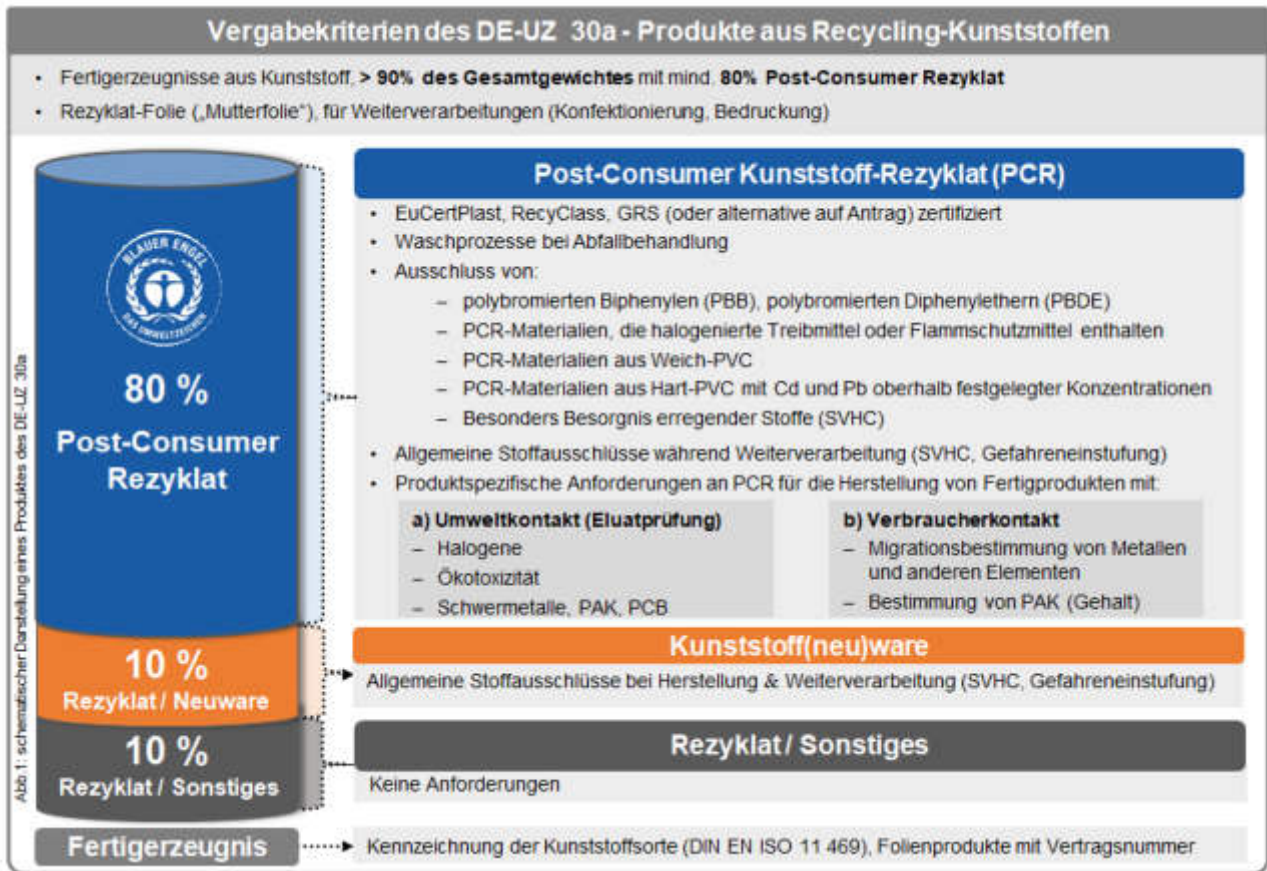 Vergabekriterien des DE-UZ 30a - Produkte aus Recycling-Kunststoffen
• Fertigerzeugnisse aus Kunststoff, > 90% des Gesamtgewichtes mit mind. 80% Post-Consumer Rezyklat
• Rezyklat-Folie („Mutterfolie“), für Weiterverarbeitungen (Konfektionierung, Bedruckung)
Abb.1: schematischer Darstellung eines Produktes des DE-UZ 30a
BLAUER ENGEL
DAS UMWELTZEICHEN
80 %
Post-Consumer
Rezyklat
10 %
Rezyklat / Neuware
10 %
Rezyklat / Sonstiges
Fertigerzeugnis
Post-Consumer Kunststoff-Rezyklat (PCR)
• EuCertPlast, RecyClass, GRS (oder alternative auf Antrag) zertifiziert
• Waschprozesse bei Abfallbehandlung
• Ausschluss von:
– polybromierten Biphenylen (PBB), polybromierten Diphenylethern (PBDE)
– PCR-Materialien, die halogenierte Treibmittel oder Flammschutzmittel enthalten
– PCR-Materialien aus Weich-PVC
– PCR-Materialien aus Hart-PVC mit Cd und Pb oberhalb festgelegter Konzentrationen
– Besonders Besorgnis erregender Stoffe (SVHC)
• Allgemeine Stoffausschlüsse während Weiterverarbeitung (SVHC, Gefahreneinstufung)
• Produktspezifische Anforderungen an PCR für die Herstellung von Fertigprodukten mit:
a) Umweltkontakt (Eluatprüfung)
– Halogene
– Ökotoxizität
– Schwermetalle, PAK, PCB
b) Verbraucherkontakt
– Migrationsbestimmung von Metallen
und anderen Elementen
– Bestimmung von PAK (Gehalt)
Kunststoff(neu)ware
Allgemeine Stoffausschlüsse bei Herstellung & Weiterverarbeitung (SVHC, Gefahreneinstufung)
Rezyklat / Sonstiges
Keine Anforderungen
Kennzeichnung der Kunststoffsorte (DIN EN ISO 11 469), Folienprodukte mit Vertragsnummer